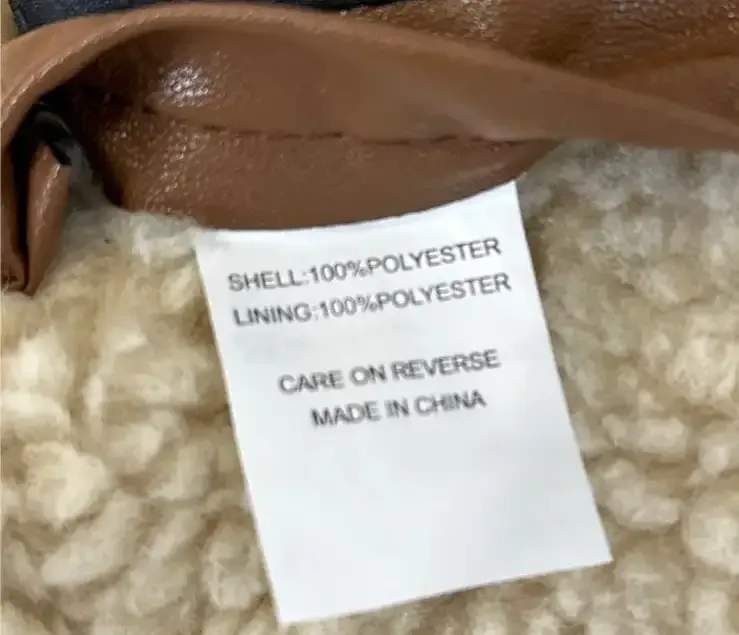 SHELL:100%POLYESTER
LINING:100%POLYESTER
CARE ON REVERSE
MADE IN CHINA